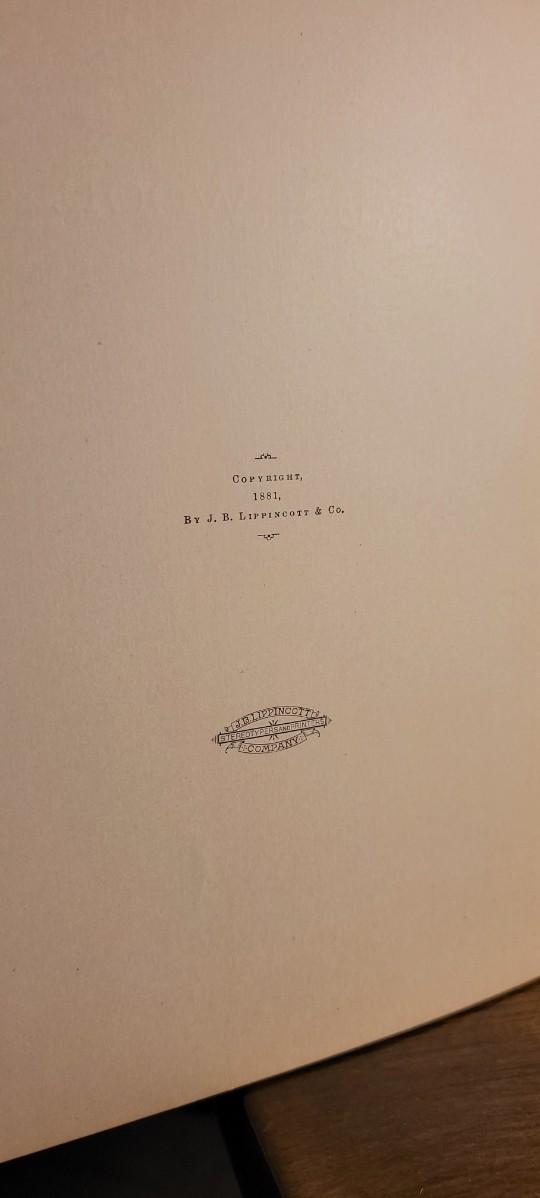 Copyright,
1881,
By J. B. Lippincott & Co.
J.B. LIPPINCOTT
STEREOTYPERS AND PRINTERS
COMPANY